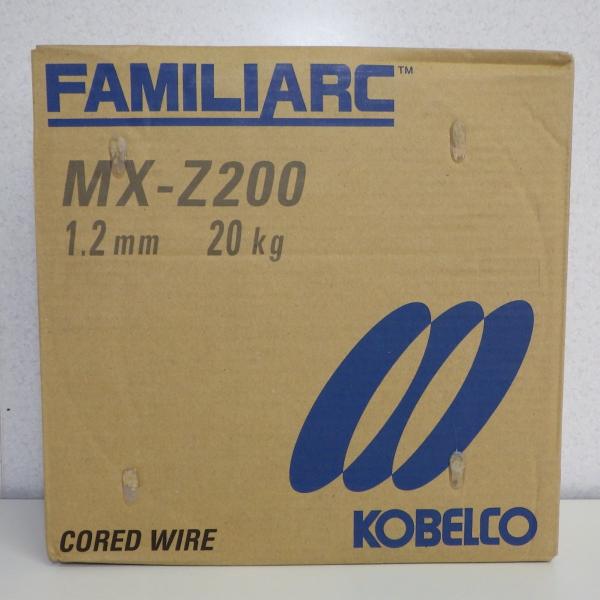 FAMILIARC™
MX-Z200
1.2 mm 20 kg
CORED WIRE
KOBELCO